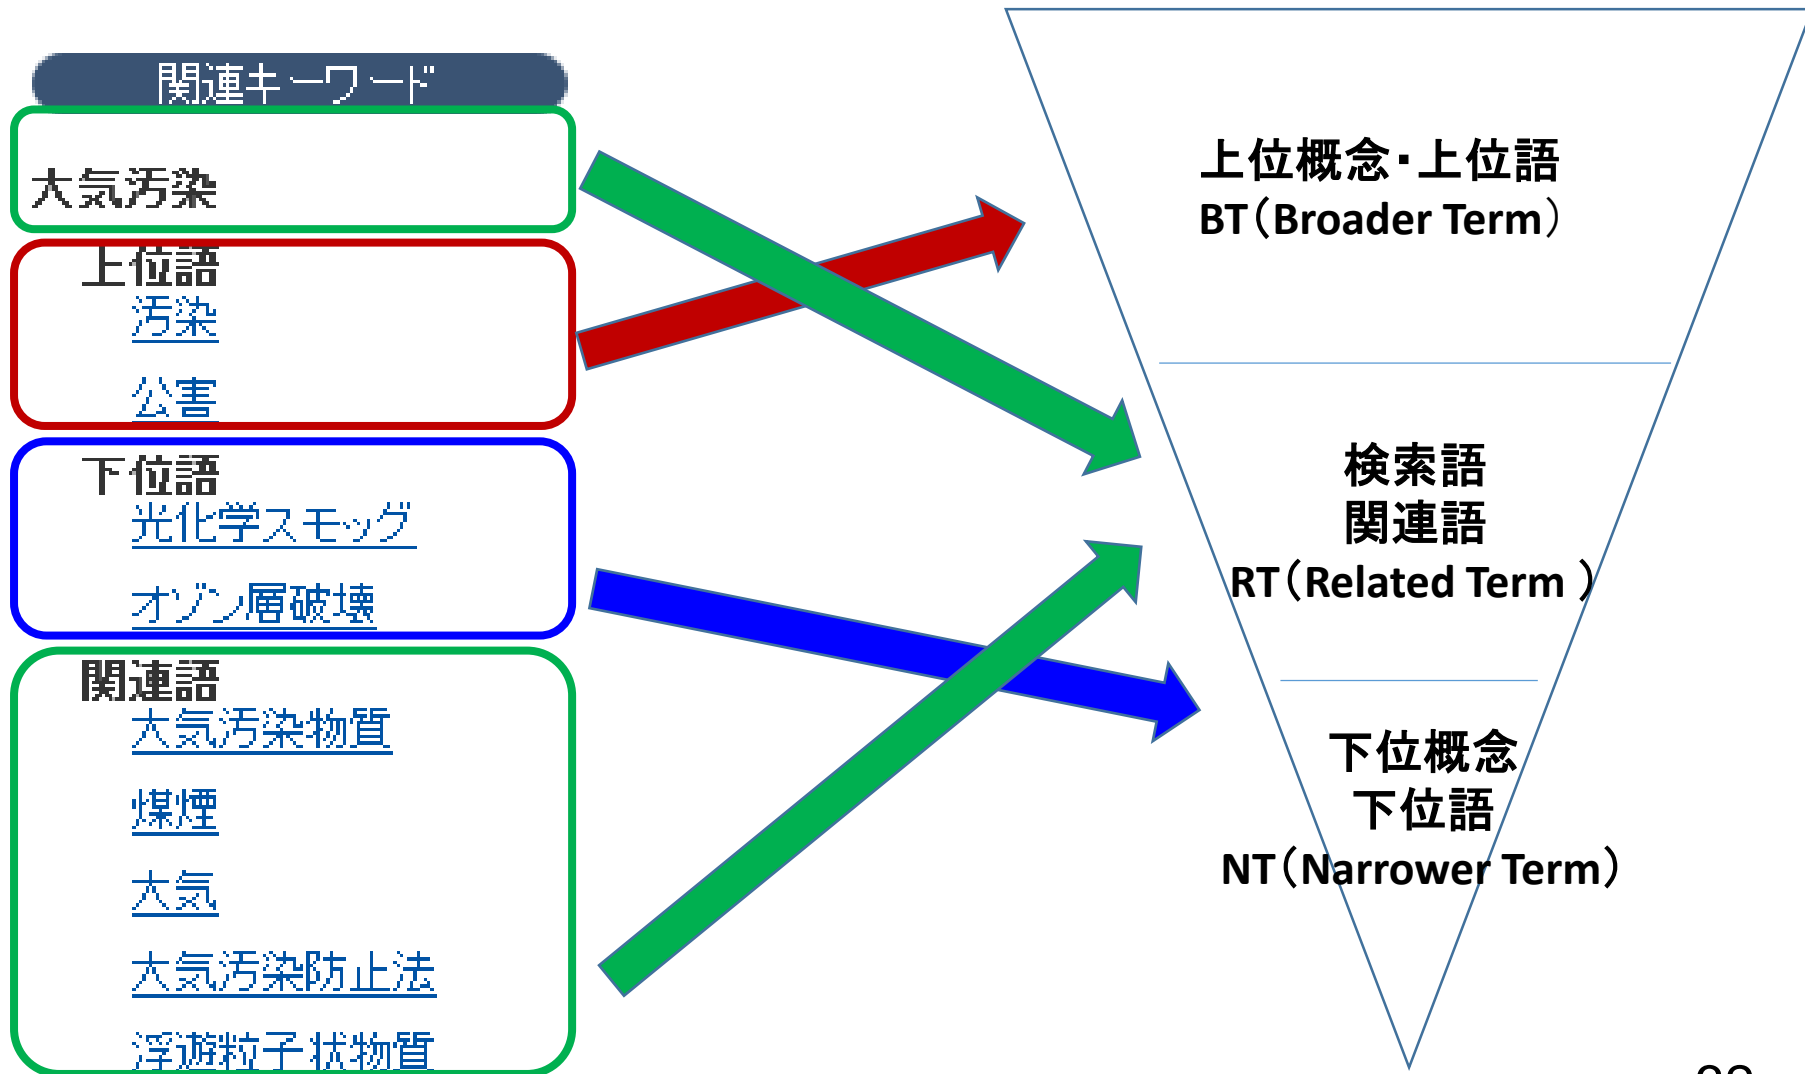 関連キーワード
大気汚染
上位語
汚染
公害
下位語
光化学スモッグ
オゾン層破壊
関連語
大気汚染物質
煤煙
大気
大気汚染防止法
浮遊粒子状物質
上位概念・上位語
BT（Broader Term）
検索語
関連語
RT（Related Term ）
下位概念
下位語
NT（Narrower Term）